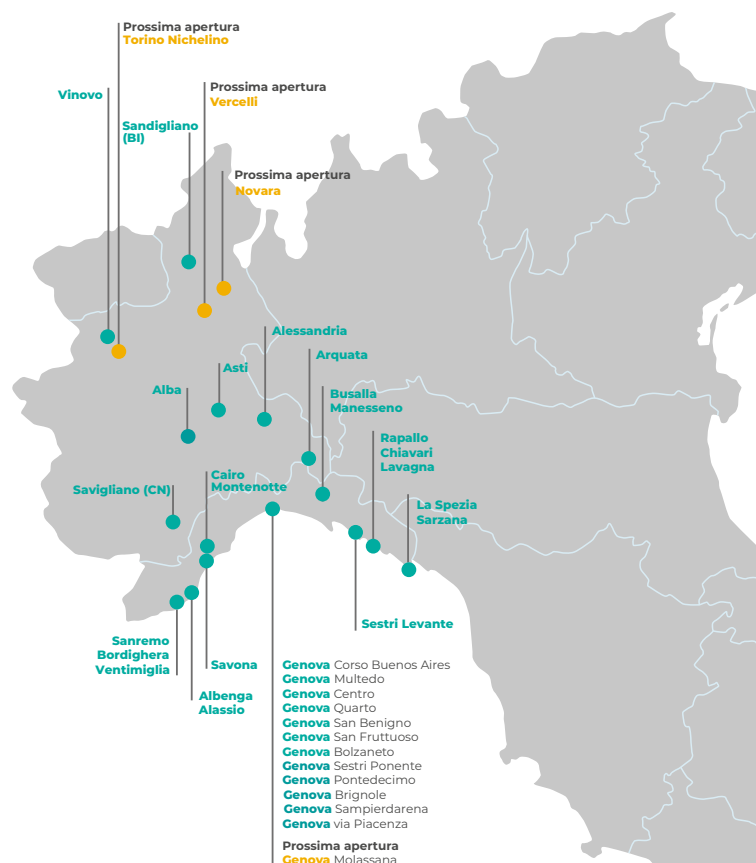 Prossima apertura
Torino Nichelino
Vinovo
Prossima apertura
Vercelli
Sandigliano
(BI)
Prossima apertura
Novara
Alessandria
Arquata
Asti
Alba
Busalla
Manesseno
Rapallo
Chiavari
Lavagna
Cairo
Montenotte
Savigliano (CN)
La Spezia
Sarzana
Sestri Levante
Sanremo
Bordighera
Ventimiglia
Savona
Albenga
Alassio
Genova Corso Buenos Aires
Genova Multedo
Genova Centro
Genova Quarto
Genova San Benigno
Genova San Fruttuoso
Genova Bolzaneto
Genova Sestri Ponente
Genova Pontedecimo
Genova Brignole
Genova Sampierdarena
Genova via Piacenza
Prossima apertura
Genova Molassana